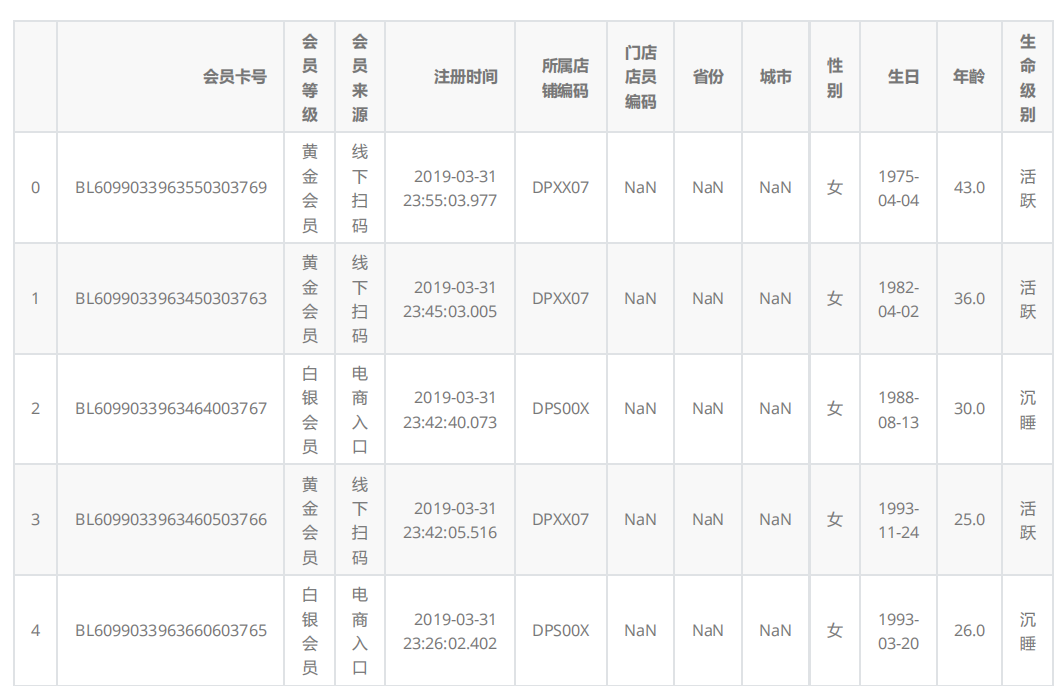 会员卡号 会员等级 会员来源 注册时间 所属店铺编码 门店店员编码 省份 城市 性别 生日 年龄 生命级别
0 BL6099033963550303769 黄金会员 线下扫码 2019-03-31 23:55:03.977 DPXX07 NaN NaN NaN 女 1975-04-04 43.0 活跃
1 BL6099033963450303763 黄金会员 线下扫码 2019-03-31 23:45:03.005 DPXX07 NaN NaN NaN 女 1982-04-02 36.0 活跃
2 BL6099033963464003767 白银会员 电商入口 2019-03-31 23:42:40.073 DPS00X NaN NaN NaN 女 1988-08-13 30.0 沉睡
3 BL6099033963460503766 黄金会员 线下扫码 2019-03-31 23:42:05.516 DPXX07 NaN NaN NaN 女 1993-11-24 25.0 活跃
4 BL6099033963660603765 白银会员 电商入口 2019-03-31 23:26:02.402 DPS00X NaN NaN NaN 女 1993-03-20 26.0 沉睡